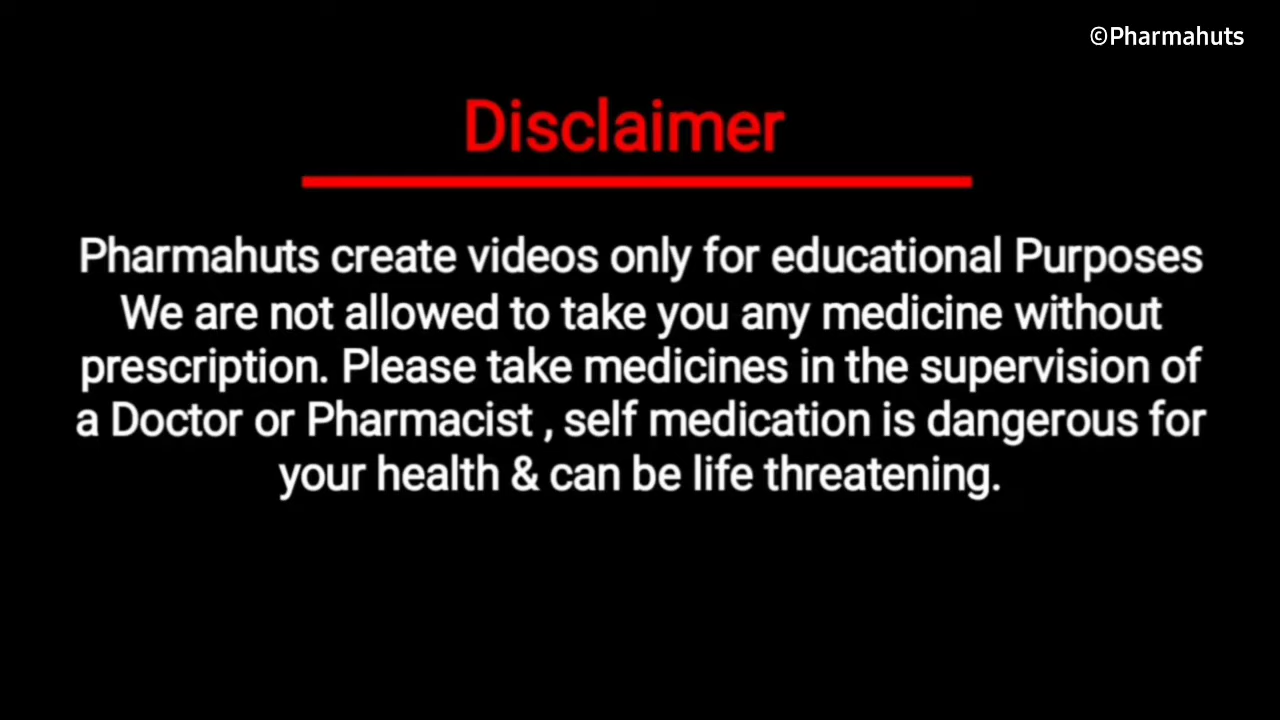 ©Pharmahuts
Disclaimer
Pharmahuts create videos only for educational Purposes
We are not allowed to take you any medicine without
prescription. Please take medicines in the supervision of
a Doctor or Pharmacist , self medication is dangerous for
your health & can be life threatening.